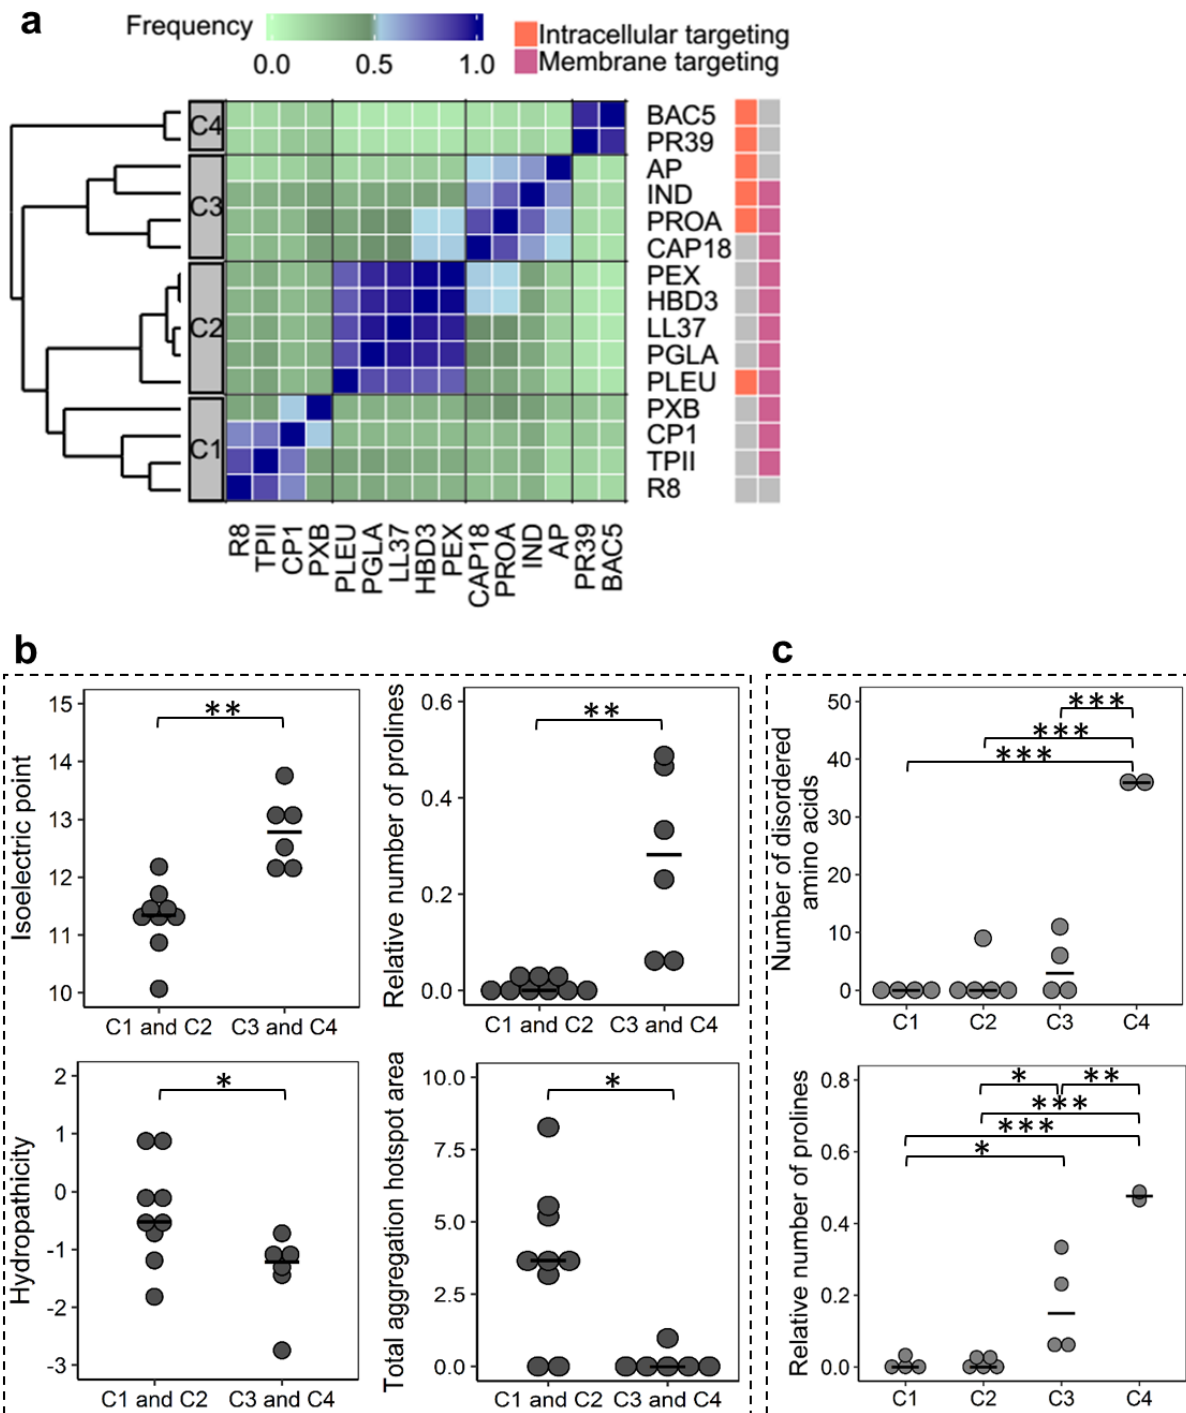 a
Frequency
0.0 0.5 1.0
Intracellular targeting
Membrane targeting
C4
C3
C2
C1
BAC5
PR39
AP
IND
PROA
CAP18
PEX
HBD3
LL37
PGLA
PLEU
PXB
CP1
TPII
R8
R8 TPII CP1 PXB PLEU PGLA LL37 HBD3 PEX CAP18 PROA IND AP PR39 BAC5
b
Isoelectric point
15
14
13
12
11
10
**
C1 and C2 C3 and C4
Relative number of prolines
0.6
0.4
0.2
0.0
**
C1 and C2 C3 and C4
Hydropathicity
2
1
0
-1
-2
-3
*
C1 and C2 C3 and C4
Total aggregation hotspot area
10.0
7.5
5.0
2.5
0.0
*
C1 and C2 C3 and C4
c
Number of disordered
amino acids
50
40
30
20
10
0
***
***
***
C1 C2 C3 C4
Relative number of prolines
0.8
0.6
0.4
0.2
0.0
* **
***
***
*
C1 C2 C3 C4